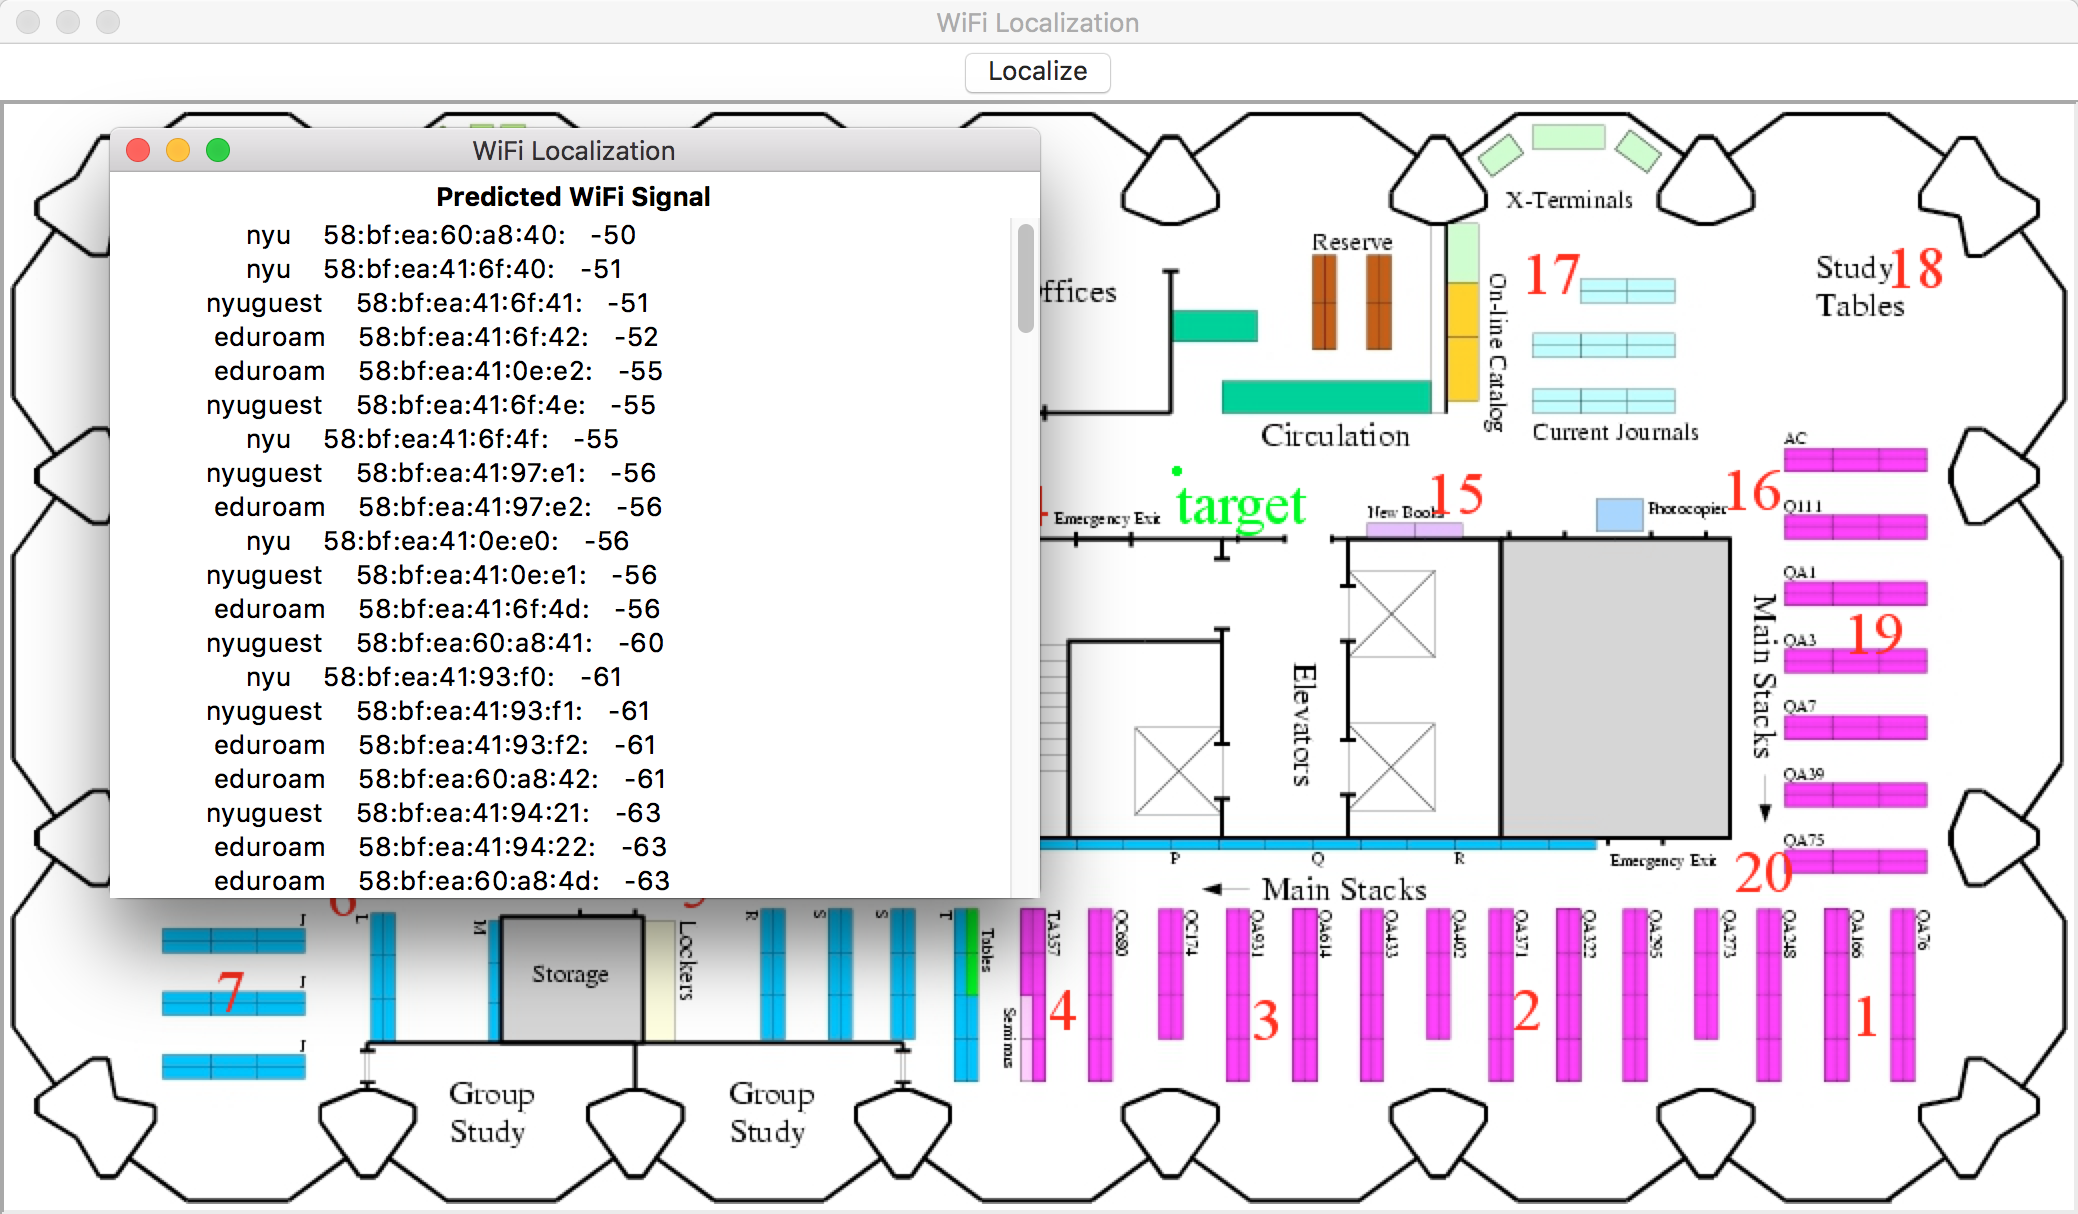 WiFi Localization
Localize
WiFi Localization
Predicted WiFi Signal
nyu 58:bf:ea:60:a8:40: -50
nyu 58:bf:ea:41:6f:40: -51
nyuguest 58:bf:ea:41:6f:41: -51
eduroam 58:bf:ea:41:6f:42: -52
eduroam 58:bf:ea:41:0e:e2: -55
nyuguest 58:bf:ea:41:6f:4e: -55
nyu 58:bf:ea:41:6f:4f: -55
nyuguest 58:bf:ea:41:97:e1: -56
eduroam 58:bf:ea:41:97:e2: -56
nyu 58:bf:ea:41:0e:e0: -56
nyuguest 58:bf:ea:41:0e:e1: -56
eduroam 58:bf:ea:41:6f:4d: -56
nyuguest 58:bf:ea:60:a8:41: -60
nyu 58:bf:ea:41:93:f0: -61
nyuguest 58:bf:ea:41:93:f1: -61
eduroam 58:bf:ea:41:93:f2: -61
eduroam 58:bf:ea:60:a8:42: -61
nyuguest 58:bf:ea:41:94:21: -63
eduroam 58:bf:ea:41:94:22: -63
eduroam 58:bf:ea:60:a8:4d: -63
X-Terminals
Reserve
17
Study 18
Tables
ffices
On-line Catalog
Circulation
Current Journals
AC
target
Emergency Exit
New Books
15
Photocopier
16
Q111
QA1
Main Stacks
QA3
19
QA7
Elevators
QA39
QA75
P
Q
R
Emergency Exit
20
Main Stacks
J
L
M
Storage
Lockers
R
S
S
T
Tables
TA357
QC680
QC174
QA931
QA614
QA433
QA402
QA371
QA322
QA295
QA273
QA248
QA166
QA76
J
7
Seminus
4
3
2
1
J
Group
Study
Group
Study